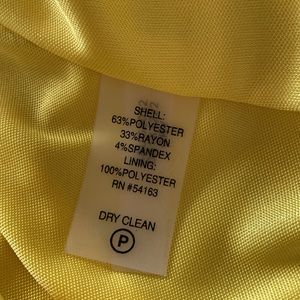 SHELL:
63%POLYESTER
33%RAYON
4%SPANDEX
LINING:
100%POLYESTER
RN #54163
DRY CLEAN
P